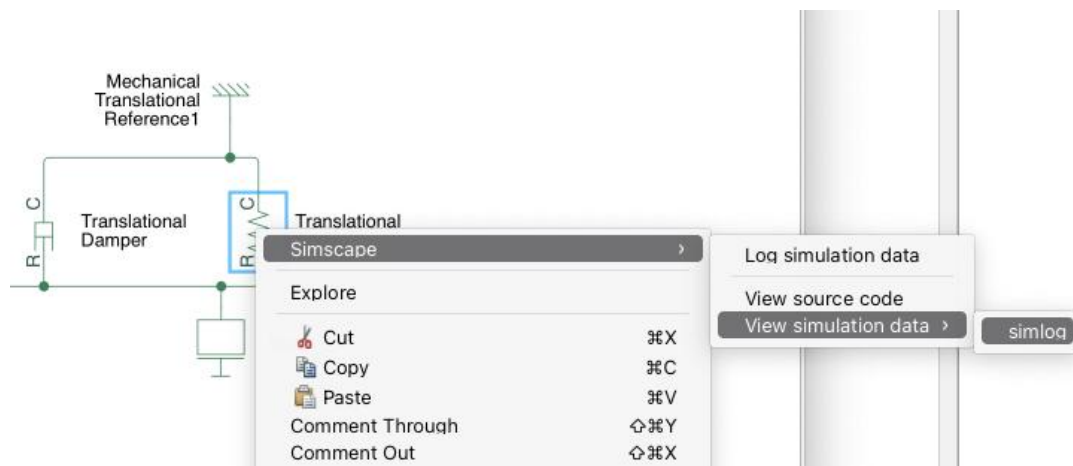 Mechanical
Translational
Reference1
C
C
Translational
Damper
Translational
R
R
Simscape ›
Explore
Cut ⌘X
Copy ⌘C
Paste ⌘V
Comment Through ⇧⌘Y
Comment Out ⇧⌘X
Log simulation data
View source code
View simulation data ›
simlog